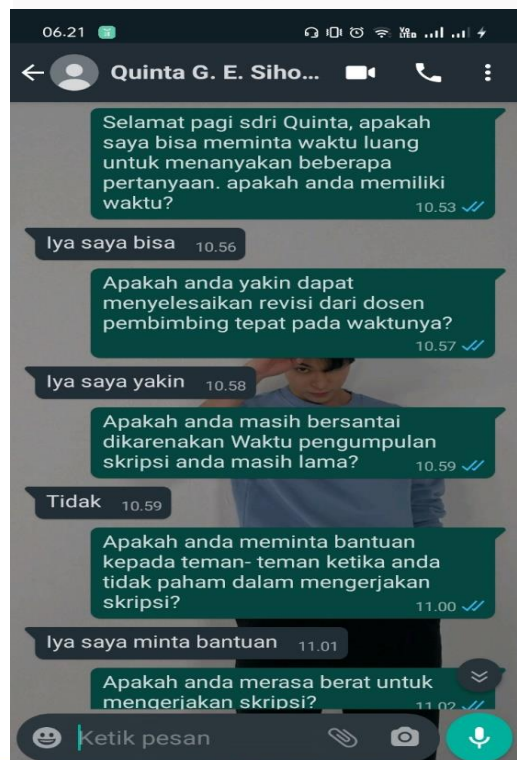 06.21
Quinta G. E. Siho...
Selamat pagi sdri Quinta, apakah
saya bisa meminta waktu luang
untuk menanyakan beberapa
pertanyaan. apakah anda memiliki
waktu?
10.53
Iya saya bisa 10.56
Apakah anda yakin dapat
menyelesaikan revisi dari dosen
pembimbing tepat pada waktunya?
10.57
Iya saya yakin 10.58
Apakah anda masih bersantai
dikarenakan Waktu pengumpulan
skripsi anda masih lama? 10.59
Tidak 10.59
Apakah anda meminta bantuan
kepada teman- teman ketika anda
tidak paham dalam mengerjakan
skripsi? 11.00
Iya saya minta bantuan 11.01
Apakah anda merasa berat untuk
mengerjakan skripsi? 11.02
Ketik pesan